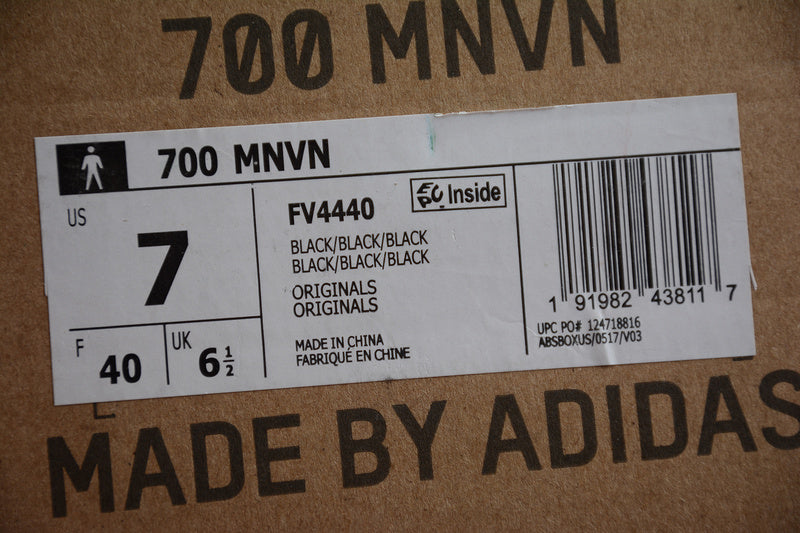 700 MNVN
700 MNVN
US
7
F
40
UK
6 1/2
FV4440
Inside
BLACK/BLACK/BLACK
BLACK/BLACK/BLACK
ORIGINALS
ORIGINALS
MADE IN CHINA
FABRIQUÉ EN CHINE
1 91982 43811 7
UPC PO# 124718816
ABSBOXUS/0517/V03
MADE BY ADIDAS